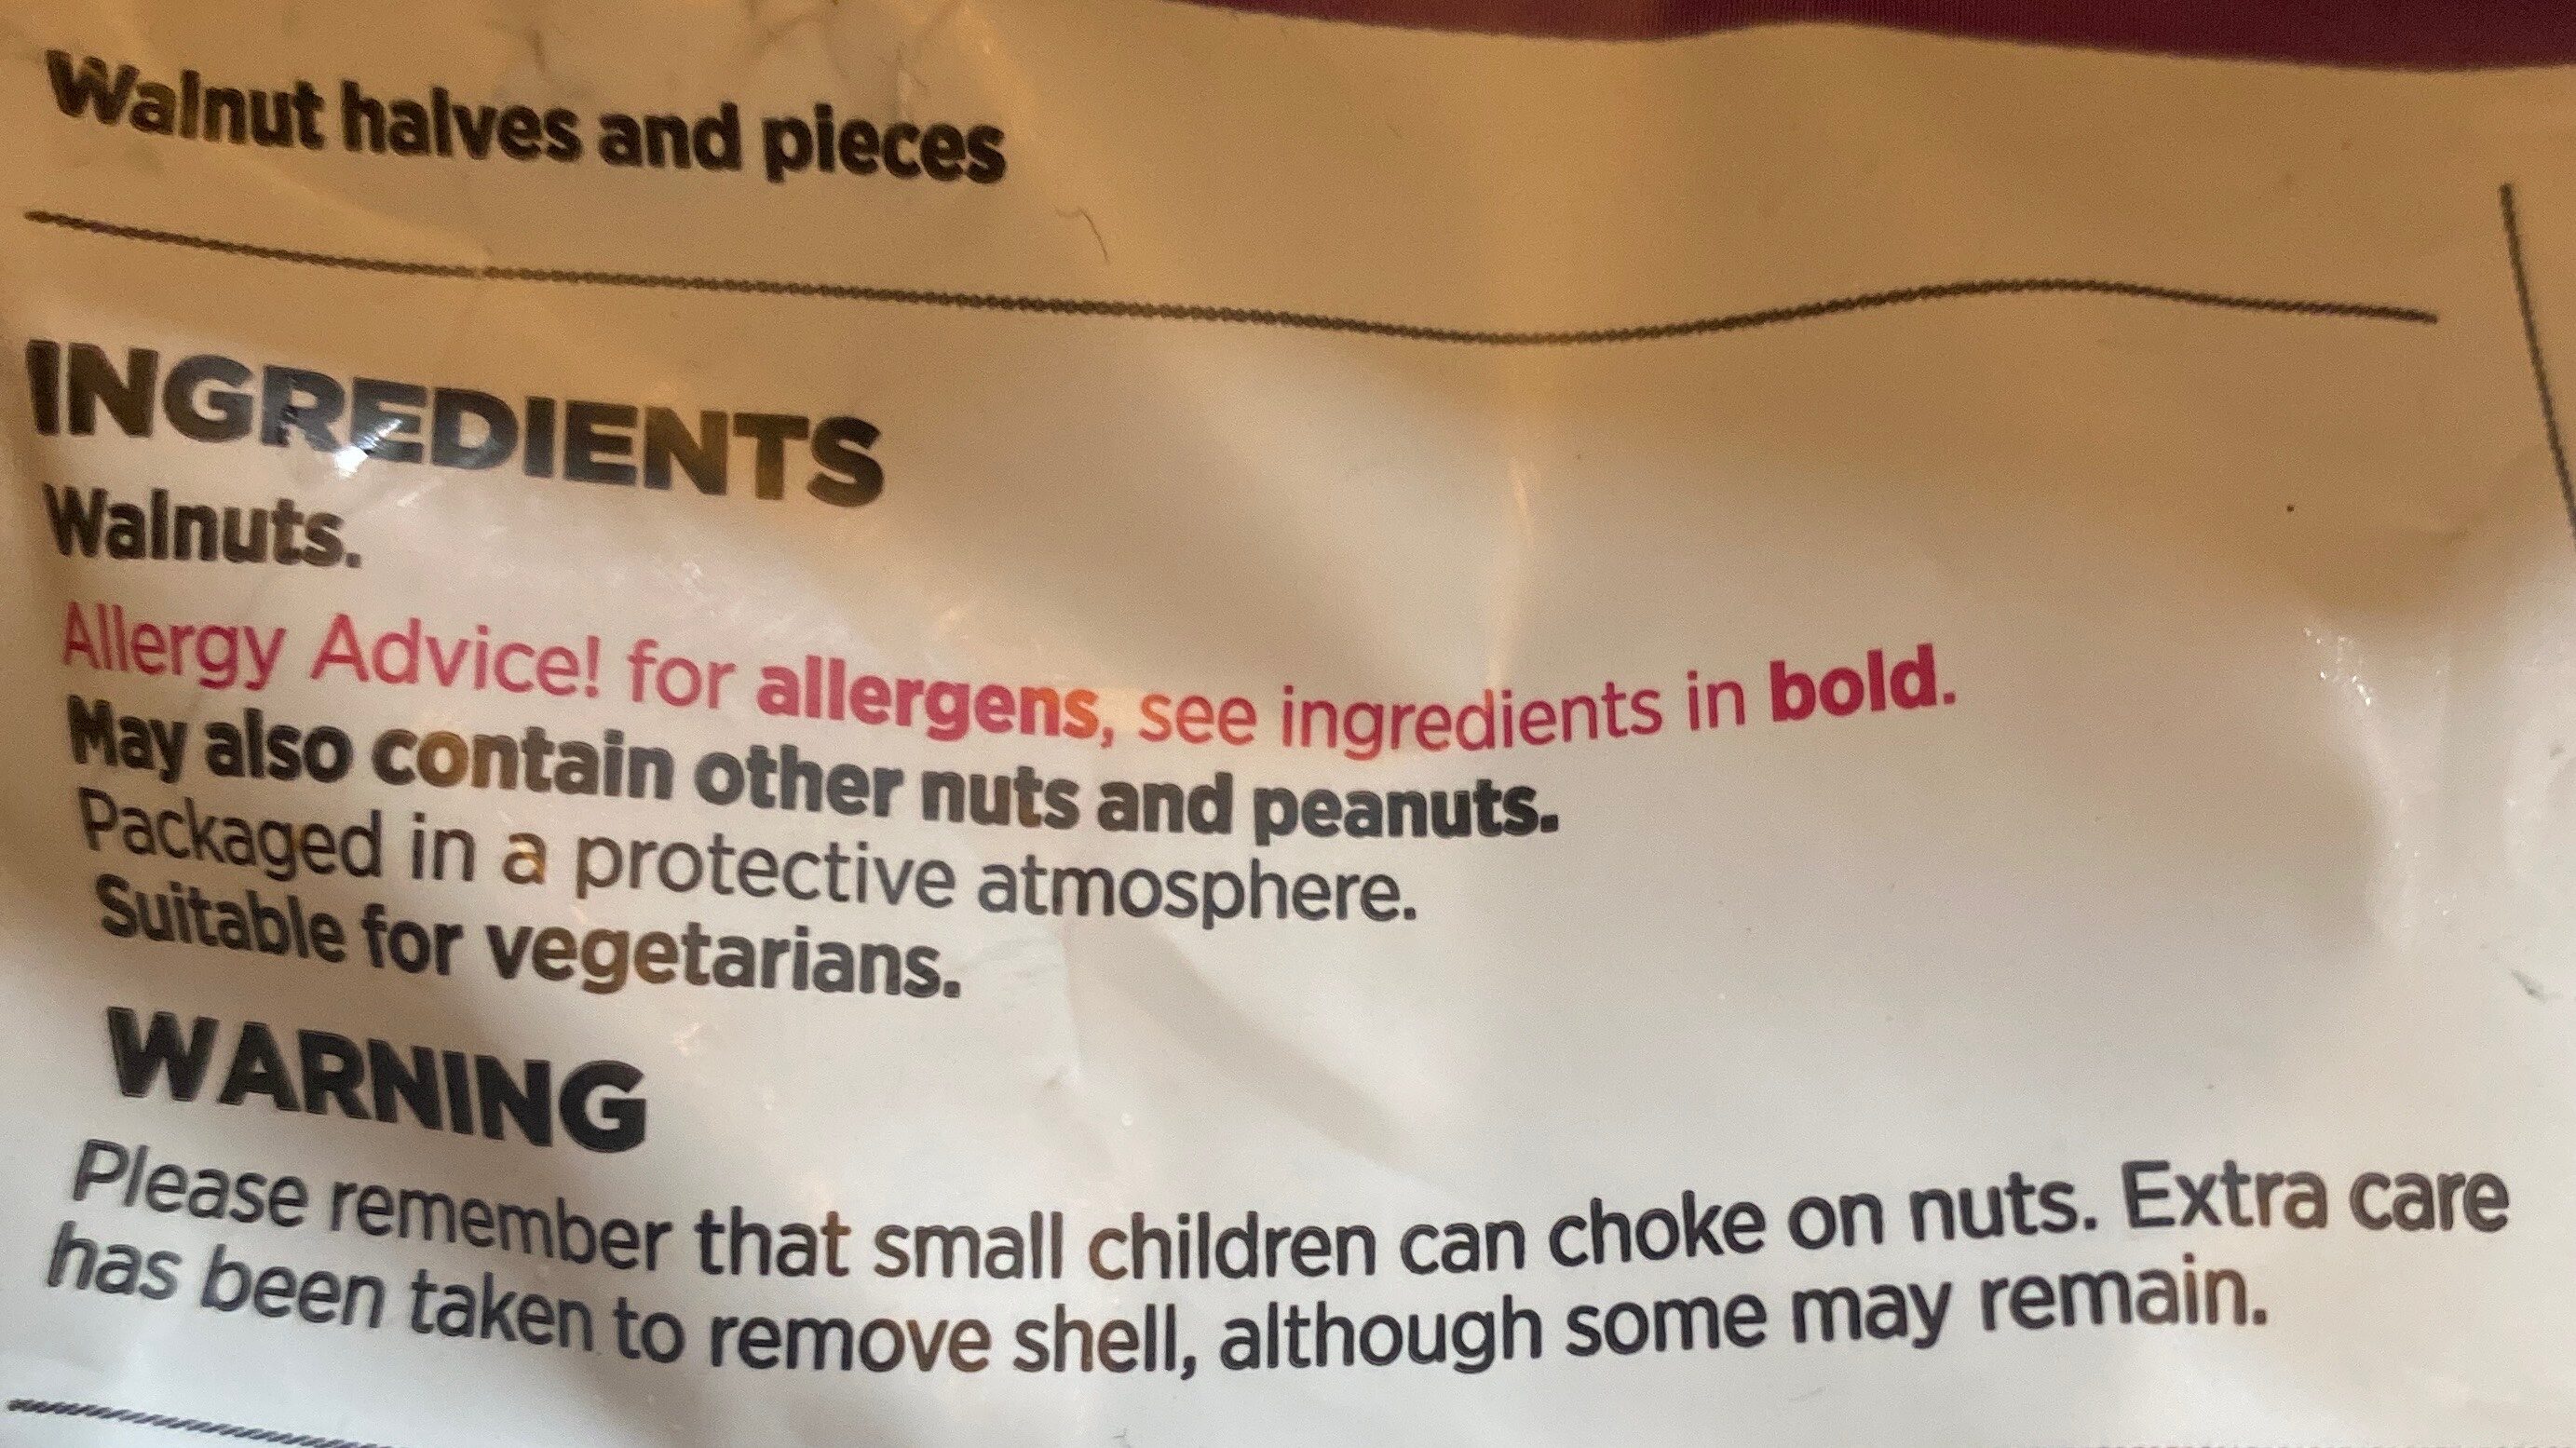 Walnut halves and pieces
INGREDIENTS
Walnuts.
Allergy Advice! for allergens, see ingredients in bold.
May also contain other nuts and peanuts.
Packaged in a protective atmosphere.
Suitable for vegetarians.
WARNING
Please remember that small children can choke on nuts. Extra care
has been taken to remove shell, although some may remain.